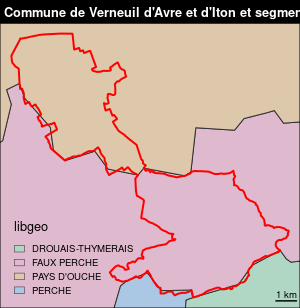 Commune de Verneuil d'Avre et d'Iton et segmen
libgeo
DROUAIS-THYMERAIS
FAUX PERCHE
PAYS D'OUCHE
PERCHE
1 km